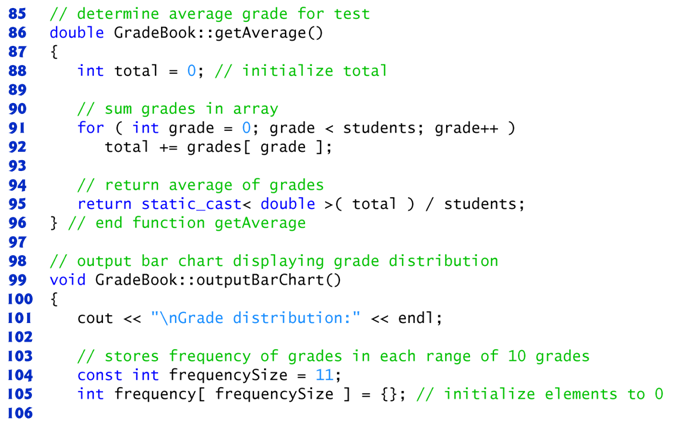 85 // determine average grade for test
86 double GradeBook::getAverage()
87 {
88 int total = 0; // initialize total
89
90 // sum grades in array
91 for ( int grade = 0; grade < students; grade++ )
92 total += grades[ grade ];
93
94 // return average of grades
95 return static_cast< double >( total ) / students;
96 } // end function getAverage
97
98 // output bar chart displaying grade distribution
99 void GradeBook::outputBarChart()
100 {
101 cout << "\nGrade distribution:" << endl;
102
103 // stores frequency of grades in each range of 10 grades
104 const int frequencySize = 11;
105 int frequency[ frequencySize ] = {}; // initialize elements to 0
106